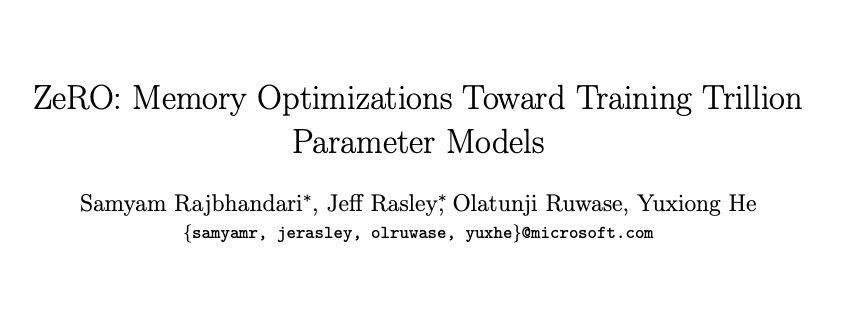 ZeRO: Memory Optimizations Toward Training Trillion
Parameter Models
Samyam Rajbhandari*, Jeff Rasley*, Olatunji Ruwase, Yuxiong He
{samyamr, jerasley, olruwase, yuxhe}@microsoft.com